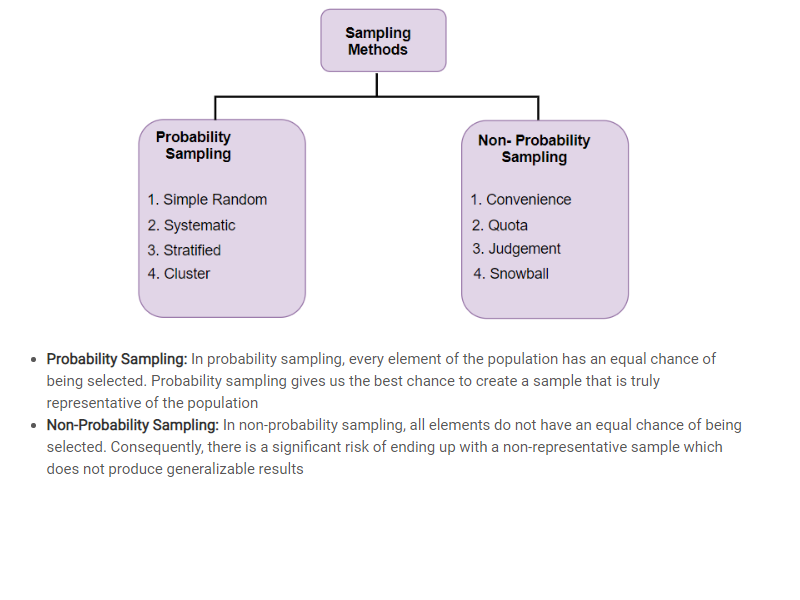 Sampling
Methods
Probability
Sampling
1. Simple Random
2. Systematic
3. Stratified
4. Cluster
Non- Probability
Sampling
1. Convenience
2. Quota
3. Judgement
4. Snowball
• Probability Sampling: In probability sampling, every element of the population has an equal chance of
being selected. Probability sampling gives us the best chance to create a sample that is truly
representative of the population
• Non-Probability Sampling: In non-probability sampling, all elements do not have an equal chance of being
selected. Consequently, there is a significant risk of ending up with a non-representative sample which
does not produce generalizable results